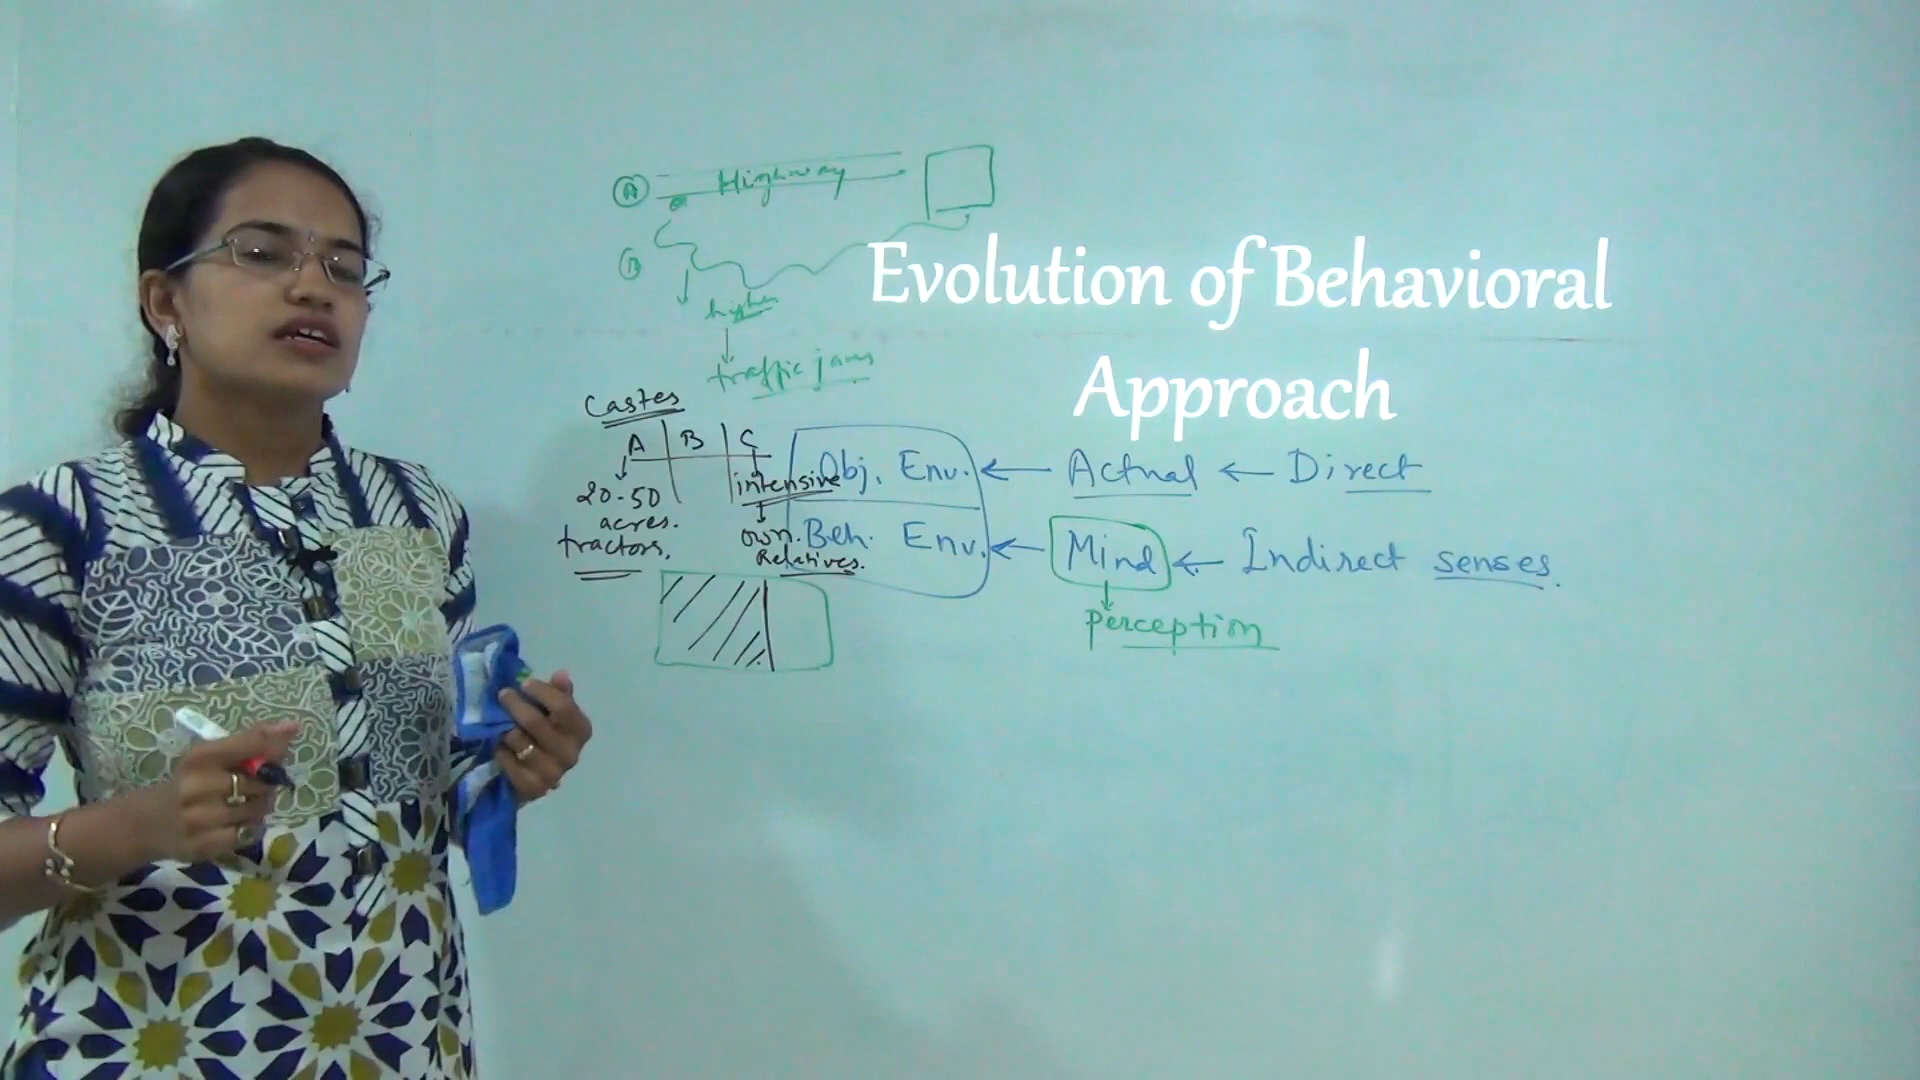 A Highway
B
higher
traffic jams
Evolution of Behavioral
Approach
Castes
A B C
20-50
acres.
tractors.
intensive
own.
Relatives.
Obj. Env. ← Actual ← Direct
Beh. Env. ← Mind ← Indirect senses.
Perception